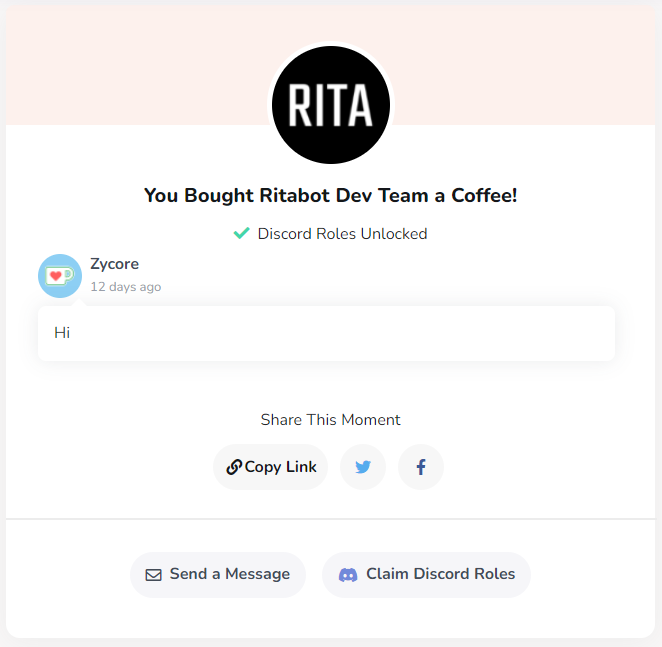 RITA
You Bought Ritabot Dev Team a Coffee!
Discord Roles Unlocked
Zycore
12 days ago
Hi
Share This Moment
Copy Link
Send a Message
Claim Discord Roles